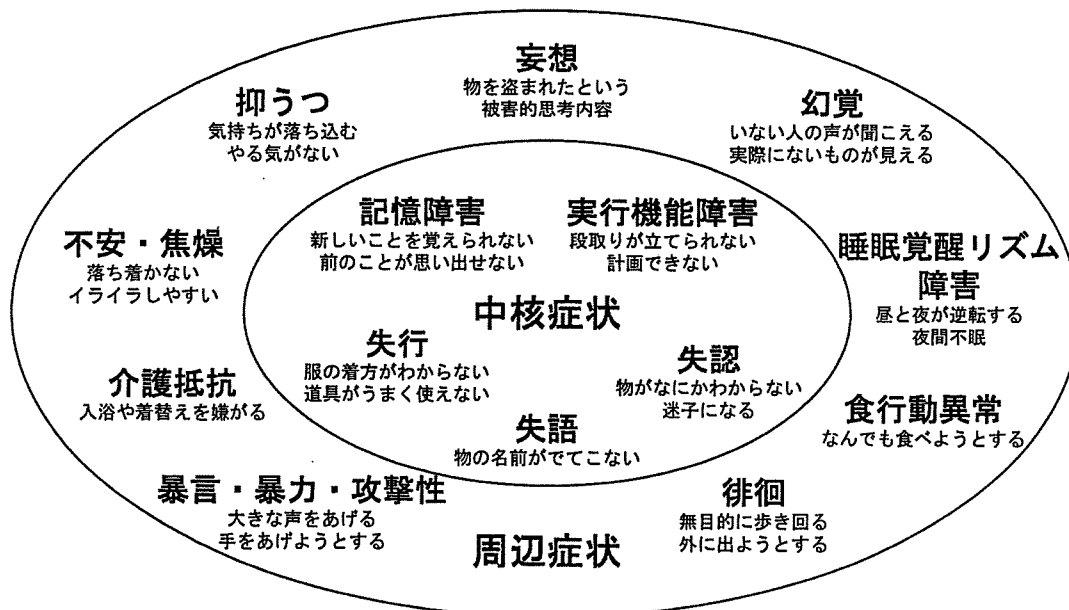 妄想
物を盗まれたという
被害的思考内容
抑うつ
気持ちが落ち込む
やる気がない
幻覚
いない人の声が聞こえる
実際にないものが見える
記憶障害
新しいことを覚えられない
前のことが思い出せない
実行機能障害
段取りが立てられない
計画できない
不安・焦燥
落ち着かない
イライラしやすい
睡眠覚醒リズム
障害
昼と夜が逆転する
夜間不眠
中核症状
失行
服の着方がわからない
道具がうまく使えない
失認
物がなにかわからない
迷子になる
介護抵抗
入浴や着替えを嫌がる
食行動異常
なんでも食べようとする
失語
物の名前がでてこない
暴言・暴力・攻撃性
大きな声をあげる
手をあげようとする
徘徊
無目的に歩き回る
外に出ようとする
周辺症状